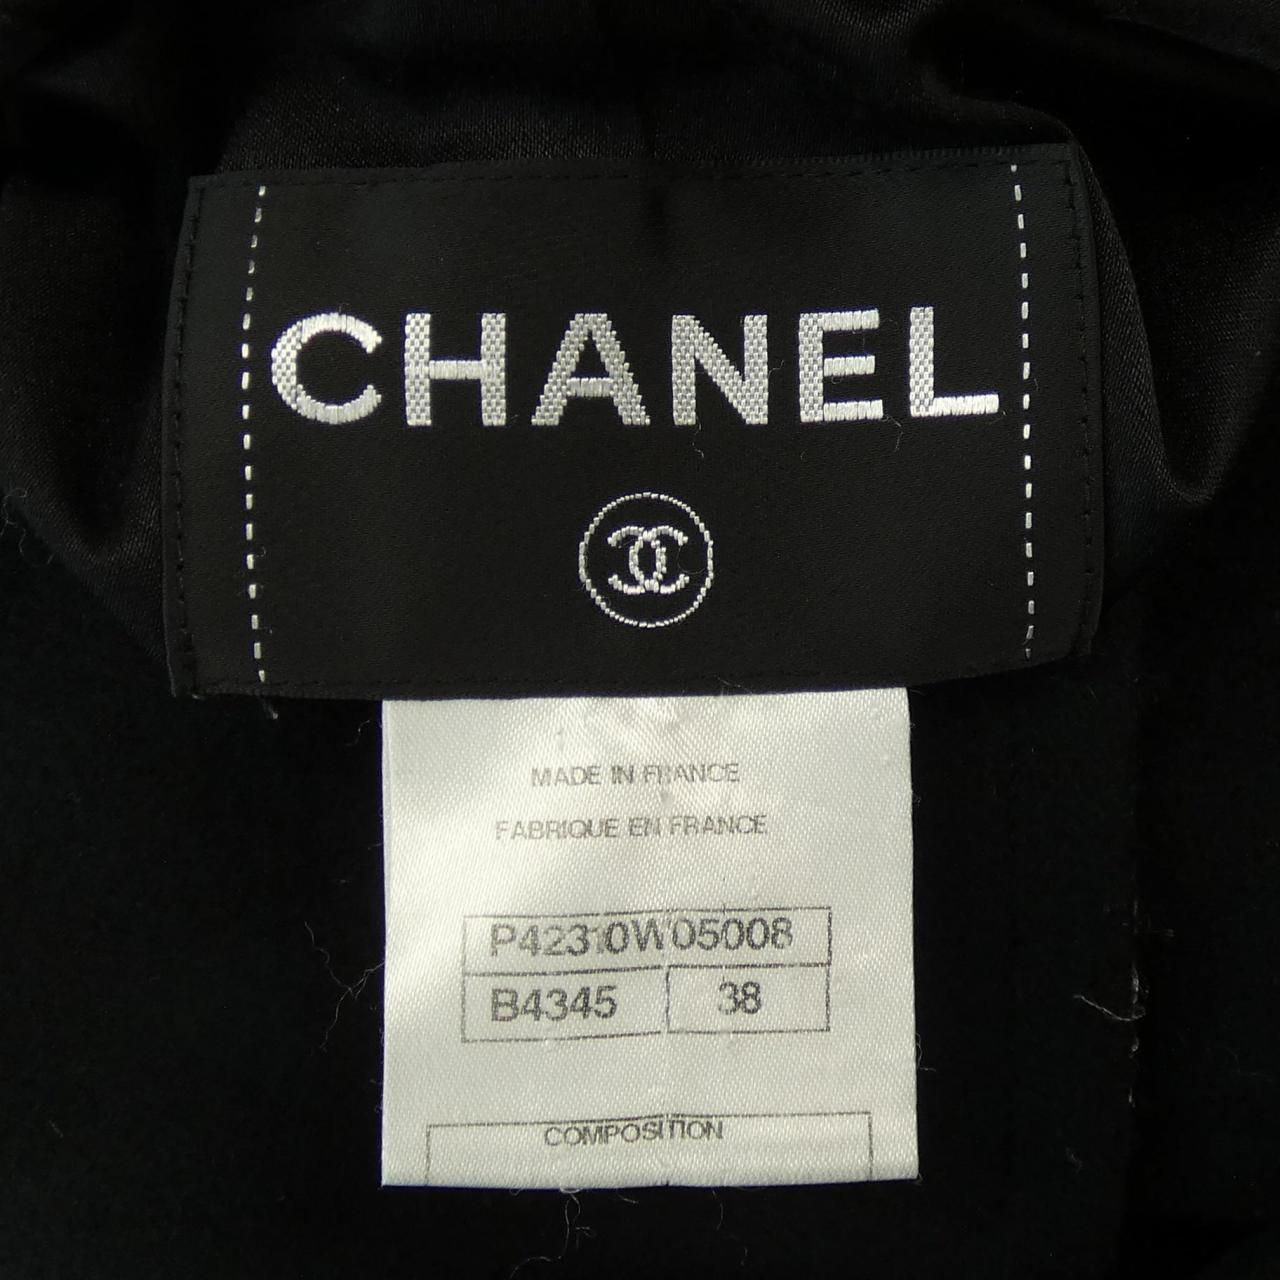 CHANEL
MADE IN FRANCE
FABRIQUE EN FRANCE
P42310W05008
B4345 38
COMPOSITION